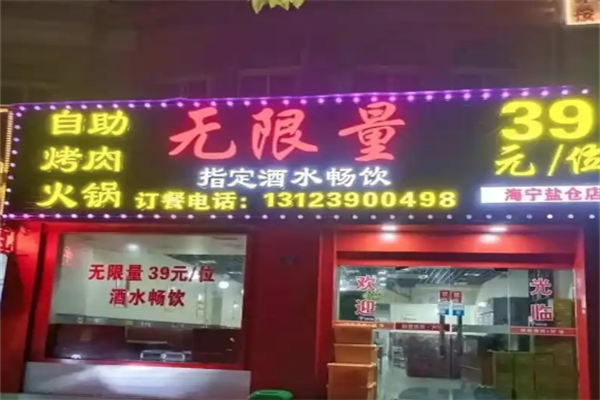 自助
烤肉
火锅
无限量
指定酒水畅饮
订餐电话：13123900498
39
元/位
海宁盐仓店
无限量39元/位
酒水畅饮
欢迎
光临